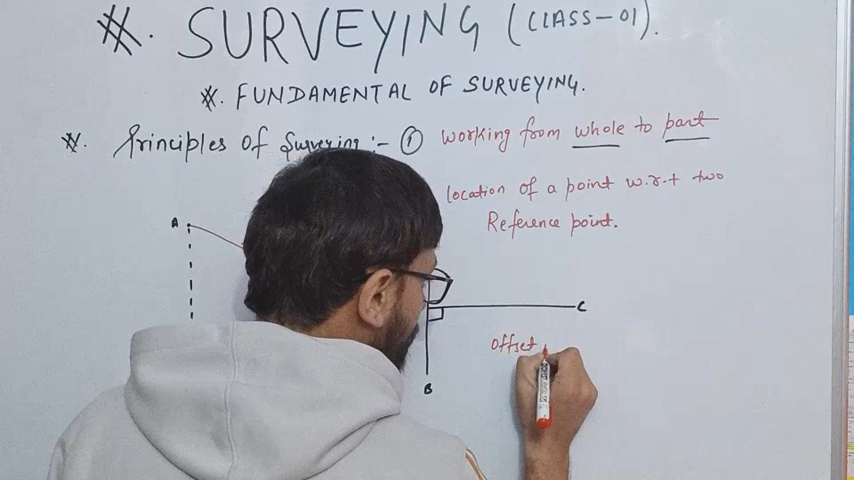 ※. SURVEYING (CLASS-01).
※. FUNDAMENTAL OF SURVEYING.
※. Principles of Surveying :- ① Working from whole to part
location of a point w.r.t two
Reference point.
A
C
Offset
B